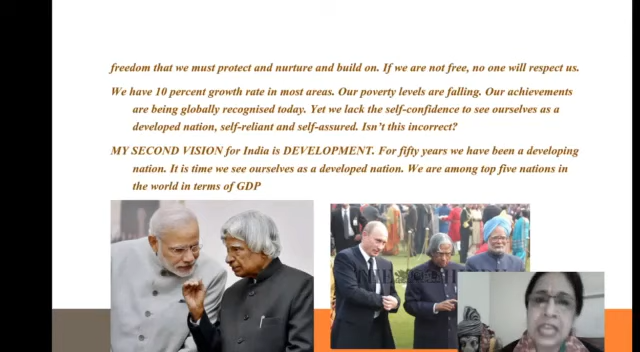 freedom that we must protect and nurture and build on. If we are not free, no one will respect us.
We have 10 percent growth rate in most areas. Our poverty levels are falling. Our achievements
are being globally recognised today. Yet we lack the self-confidence to see ourselves as a
developed nation, self-reliant and self-assured. Isn't this incorrect?
MY SECOND VISION for India is DEVELOPMENT. For fifty years we have been a developing
nation. It is time we see ourselves as a developed nation. We are among top five nations in
the world in terms of GDP